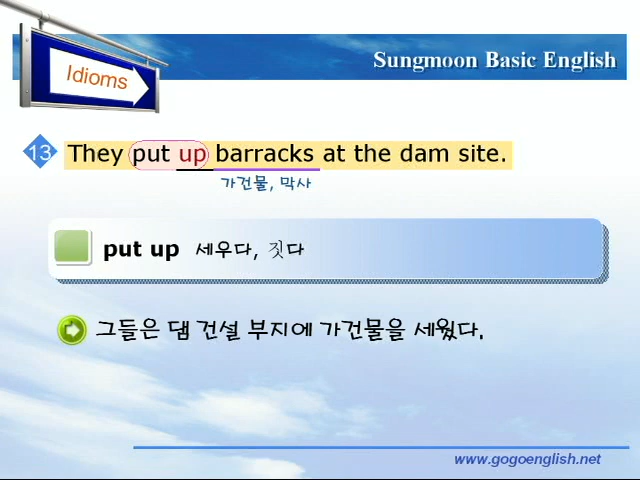 Idioms
Sungmoon Basic English
13 They put up barracks at the dam site.
가건물, 막사
put up 세우다, 짓다
그들은 댐 건설 부지에 가건물을 세웠다.
www.gogoenglish.net